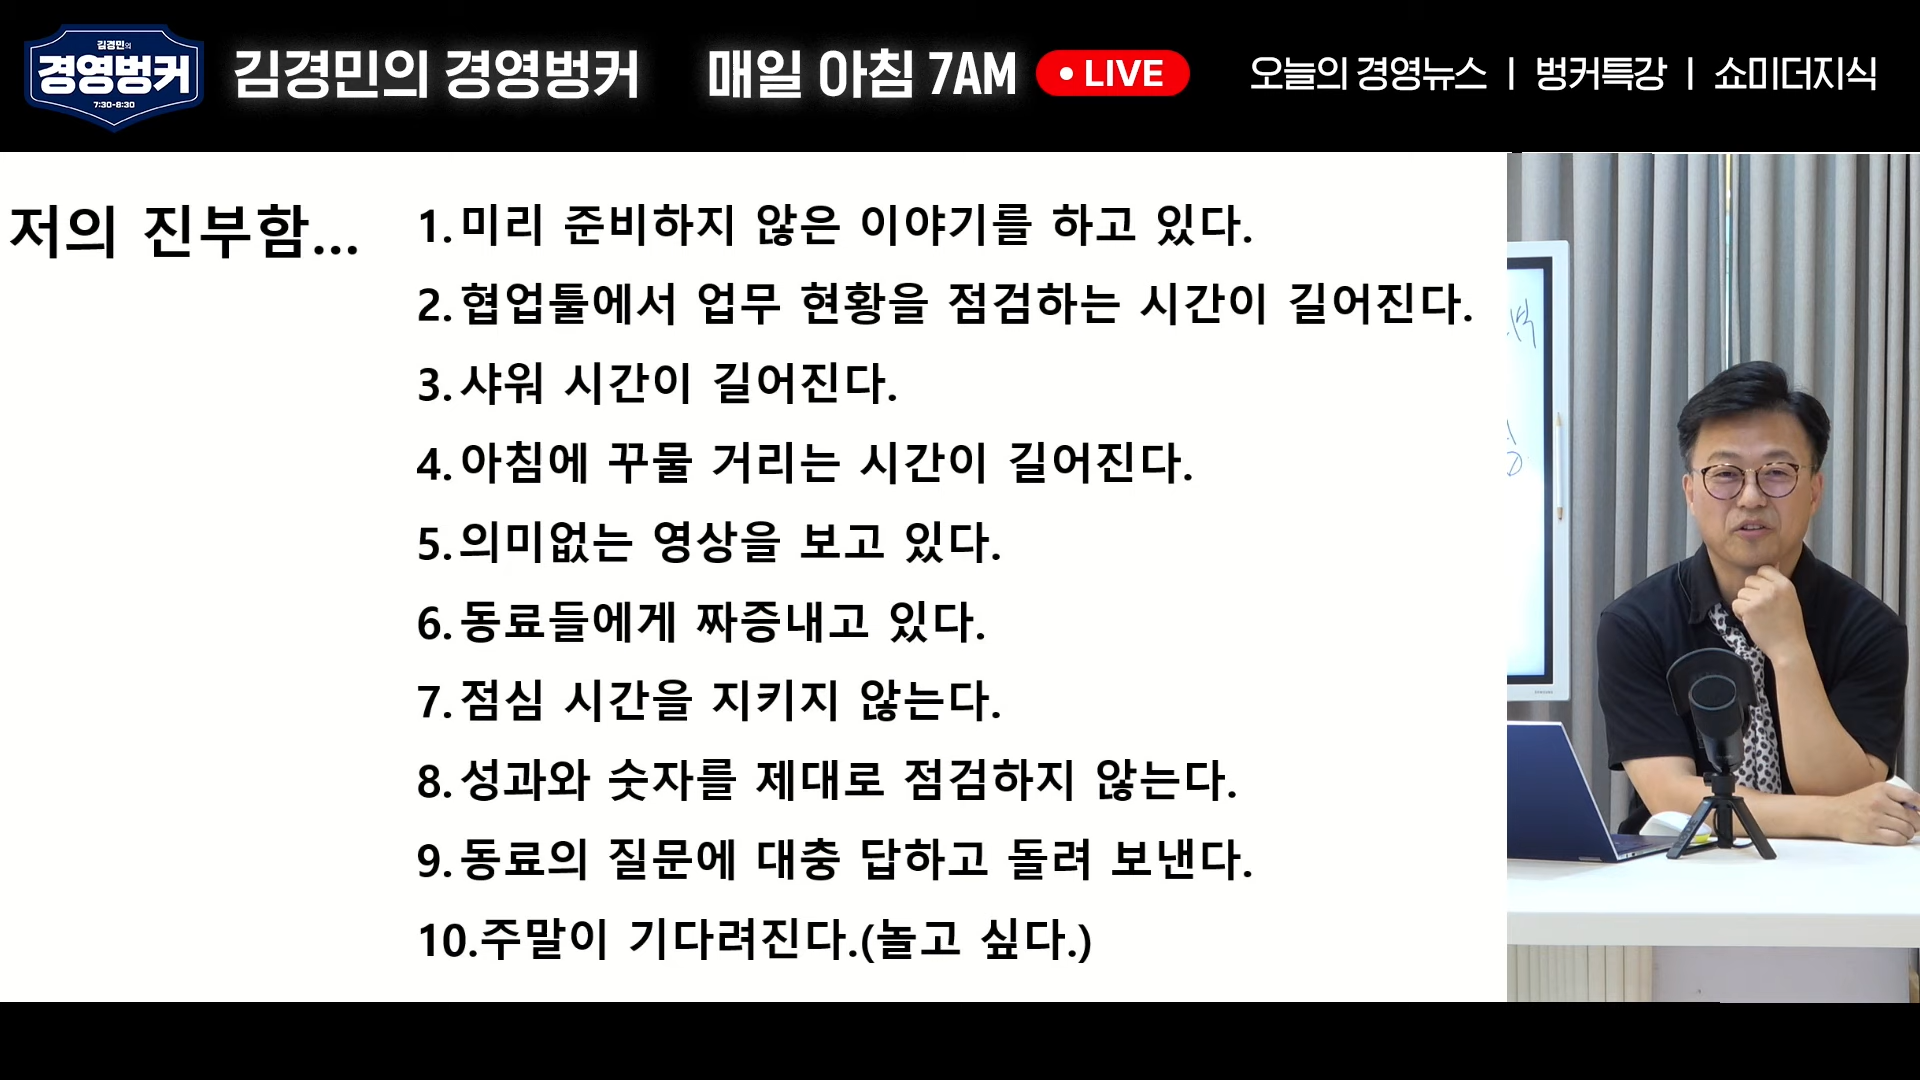 김경민의
경영벙커
7:30-8:30
김경민의 경영벙커 매일 아침 7AM • LIVE 오늘의 경영뉴스 | 벙커특강 | 쇼미더지식
저의 진부함...
1. 미리 준비하지 않은 이야기를 하고 있다.
2. 협업툴에서 업무 현황을 점검하는 시간이 길어진다.
3. 샤워 시간이 길어진다.
4. 아침에 꾸물 거리는 시간이 길어진다.
5. 의미없는 영상을 보고 있다.
6. 동료들에게 짜증내고 있다.
7. 점심 시간을 지키지 않는다.
8. 성과와 숫자를 제대로 점검하지 않는다.
9. 동료의 질문에 대충 답하고 돌려 보낸다.
10.주말이 기다려진다.(놀고 싶다.)